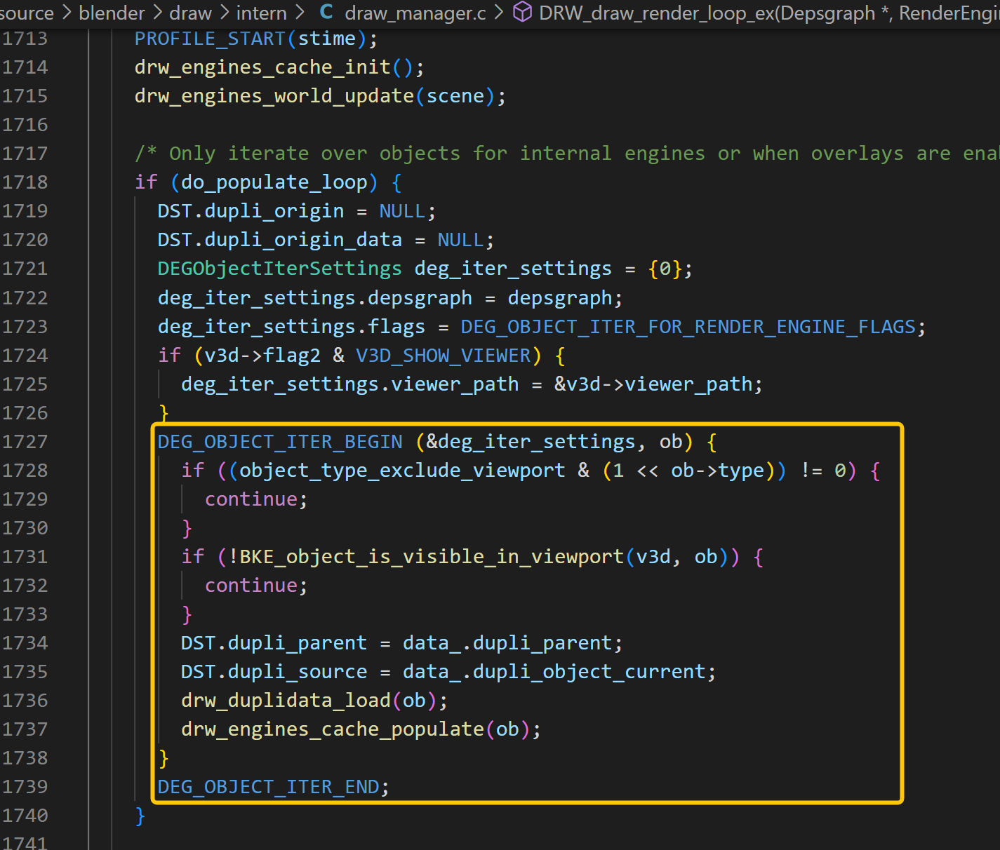 source > blender > draw > intern > C draw_manager.c > DRW_draw_render_loop_ex(Depsgraph *, RenderEngi
1713 PROFILE_START(stime);
1714 drw_engines_cache_init();
1715 drw_engines_world_update(scene);
1716
1717 /* Only iterate over objects for internal engines or when overlays are ena
1718 if (do_populate_loop) {
1719 DST.dupli_origin = NULL;
1720 DST.dupli_origin_data = NULL;
1721 DEGObjectIterSettings deg_iter_settings = {0};
1722 deg_iter_settings.depsgraph = depsgraph;
1723 deg_iter_settings.flags = DEG_OBJECT_ITER_FOR_RENDER_ENGINE_FLAGS;
1724 if (v3d->flag2 & V3D_SHOW_VIEWER) {
1725 deg_iter_settings.viewer_path = &v3d->viewer_path;
1726 }
1727 DEG_OBJECT_ITER_BEGIN (&deg_iter_settings, ob) {
1728 if ((object_type_exclude_viewport & (1 << ob->type)) != 0) {
1729 continue;
1730 }
1731 if (!BKE_object_is_visible_in_viewport(v3d, ob)) {
1732 continue;
1733 }
1734 DST.dupli_parent = data_.dupli_parent;
1735 DST.dupli_source = data_.dupli_object_current;
1736 drw_duplidata_load(ob);
1737 drw_engines_cache_populate(ob);
1738 }
1739 DEG_OBJECT_ITER_END;
1740 }
1741